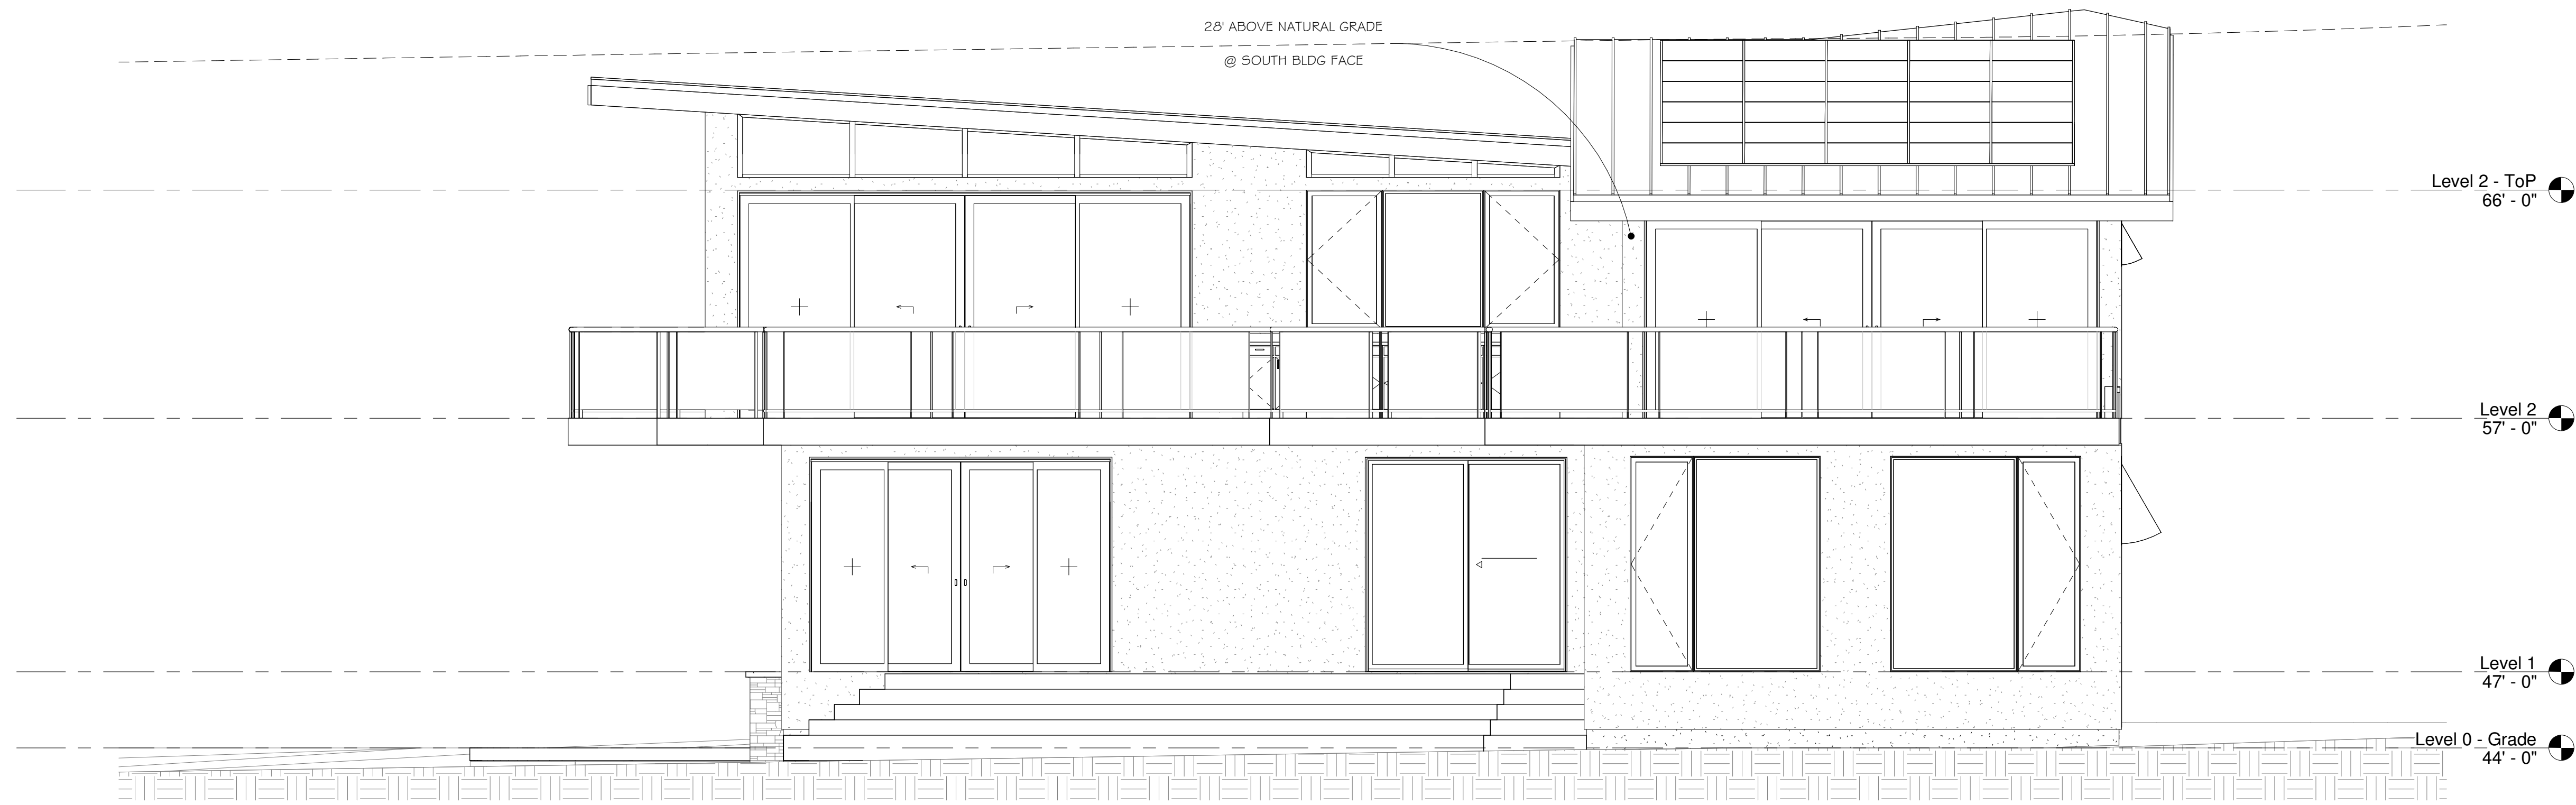 28' ABOVE NATURAL GRADE
@ SOUTH BLDG FACE
Level 2 - ToP
66' - 0"
Level 2
57' - 0"
Level 1
47' - 0"
Level 0 - Grade
44' - 0"